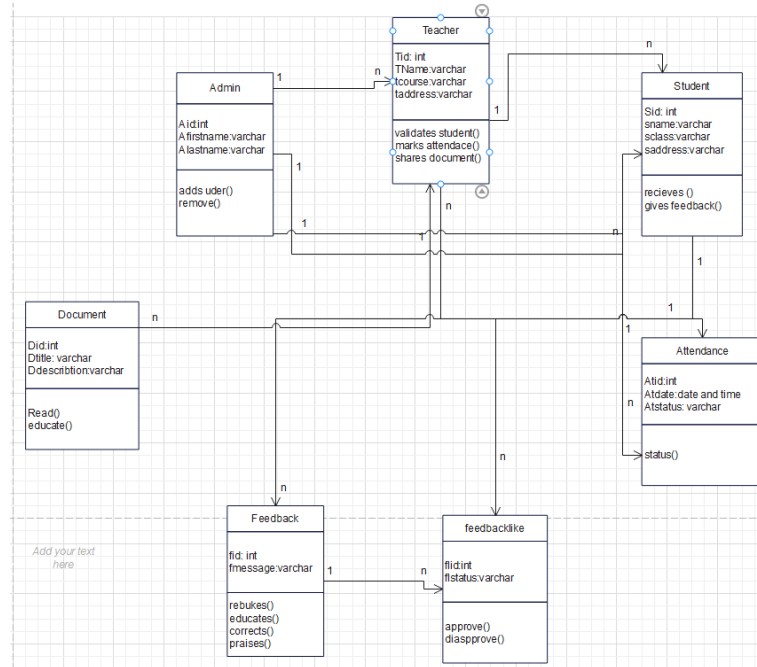 Teacher
Tid: int
TName:varchar
tcourse:varchar
taddress:varchar
validates student()
marks attendace()
shares document()
Admin
Aid:int
Afirstname:varchar
Alastname:varchar
adds uder()
remove()
Student
Sid: int
sname:varchar
sclass:varchar
saddress:varchar
recieves ()
gives feedback()
1
n
n
1
1
n
1
n
1
1
n
1
1
n
n
n
Document
Did:int
Dtitle: varchar
Ddescribtion:varchar
Read()
educate()
Attendance
Atid:int
Atdate:date and time
Atstatus: varchar
status()
Feedback
fid: int
fmessage:varchar
rebukes()
educates()
corrects()
praises()
1
n
feedbacklike
flid:int
flstatus:varchar
approve()
diaspprove()
Add your text
here